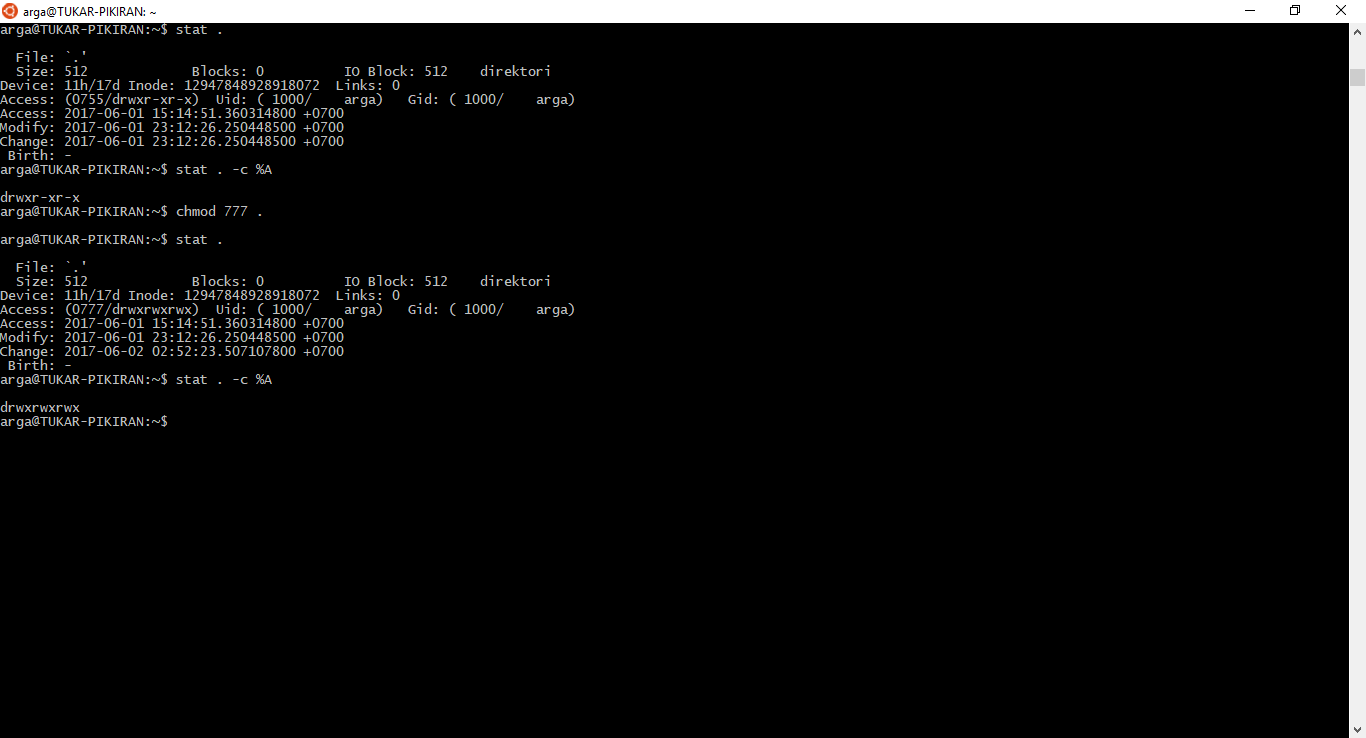 arga@TUKAR-PIKIRAN: ~
arga@TUKAR-PIKIRAN:~$ stat .
  File: `.'
  Size: 512             Blocks: 0          IO Block: 512    direktori
Device: 11h/17d Inode: 12947848928918072  Links: 0
Access: (0755/drwxr-xr-x)  Uid: ( 1000/    arga)   Gid: ( 1000/    arga)
Access: 2017-06-01 15:14:51.360314800 +0700
Modify: 2017-06-01 23:12:26.250448500 +0700
Change: 2017-06-01 23:12:26.250448500 +0700
 Birth: -
arga@TUKAR-PIKIRAN:~$ stat . -c %A
drwxr-xr-x
arga@TUKAR-PIKIRAN:~$ chmod 777 .
arga@TUKAR-PIKIRAN:~$ stat .
  File: `.'
  Size: 512             Blocks: 0          IO Block: 512    direktori
Device: 11h/17d Inode: 12947848928918072  Links: 0
Access: (0777/drwxrwxrwx)  Uid: ( 1000/    arga)   Gid: ( 1000/    arga)
Access: 2017-06-01 15:14:51.360314800 +0700
Modify: 2017-06-01 23:12:26.250448500 +0700
Change: 2017-06-02 02:52:23.507107800 +0700
 Birth: -
arga@TUKAR-PIKIRAN:~$ stat . -c %A
drwxrwxrwx
arga@TUKAR-PIKIRAN:~$